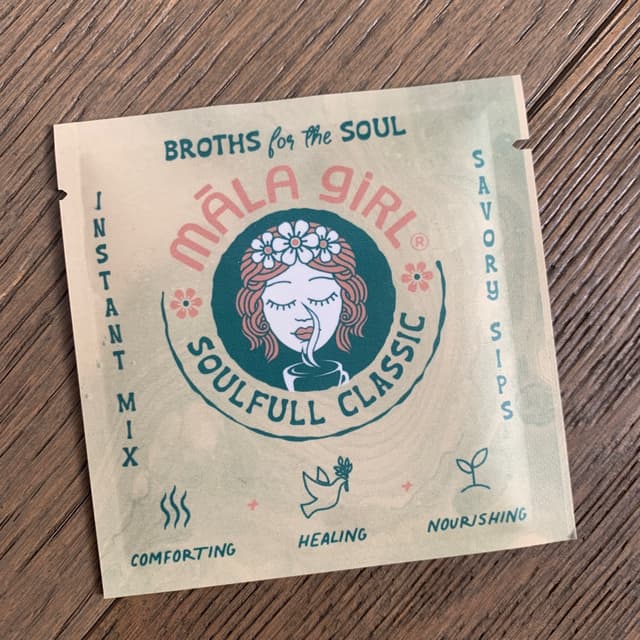 BROTHS for the SOUL
MĀLA giRL®
INSTANT MIX
SAVORY SIPS
SOULFULL CLASSIC
COMFORTING
HEALING
NOURISHING